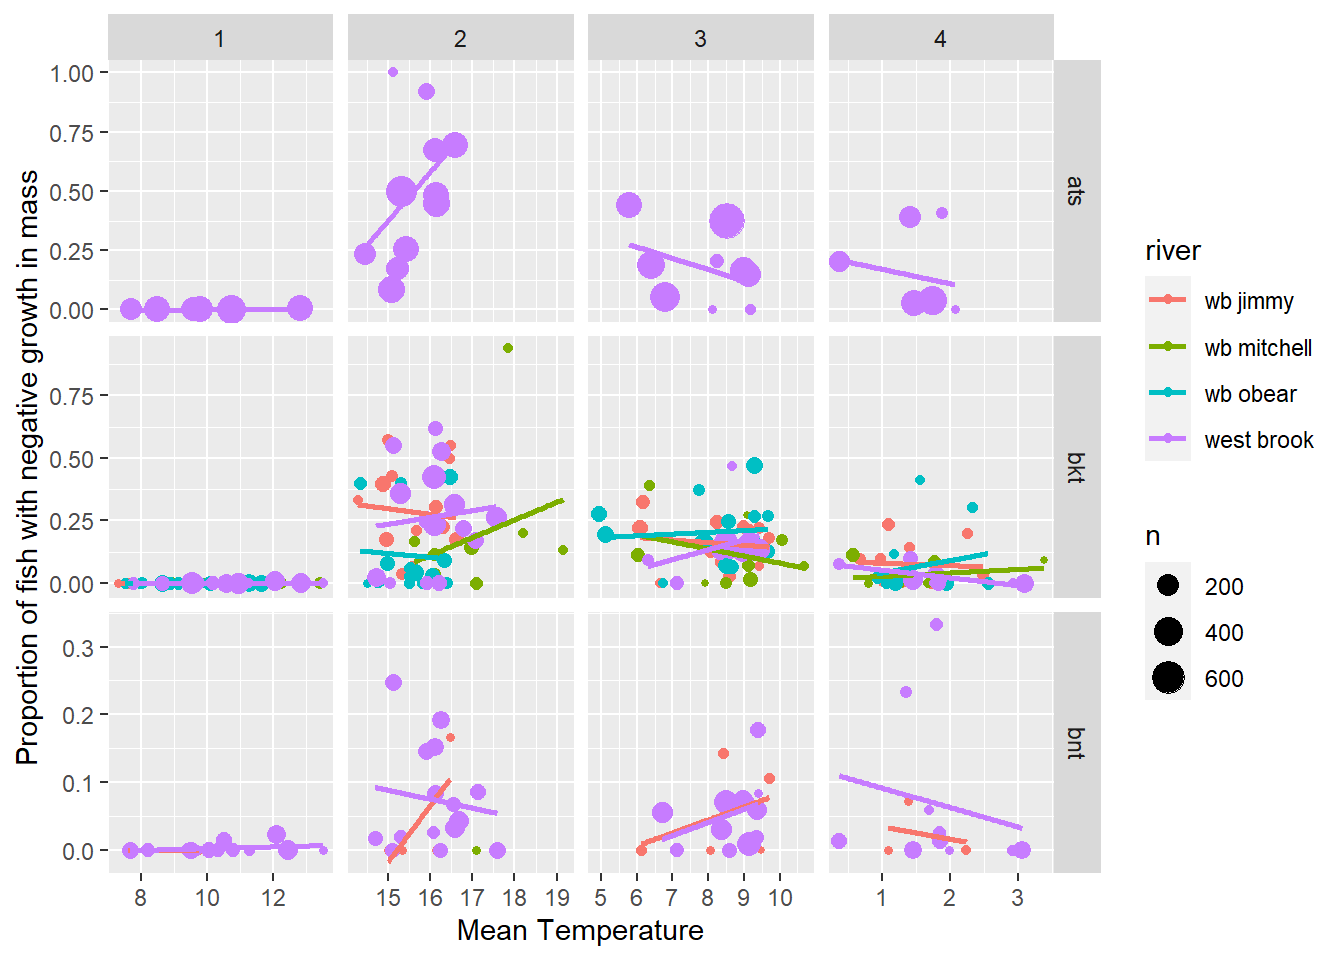 1 2 3 4
1.00
0.75
0.50
0.25
0.00
ats
0.75
0.50
0.25
0.00
bkt
0.3
0.2
0.1
0.0
bnt
8 10 12 15 16 17 18 19 5 6 7 8 9 10 1 2 3
Mean Temperature
Proportion of fish with negative growth in mass
river
wb jimmy
wb mitchell
wb obear
west brook
n
200
400
600